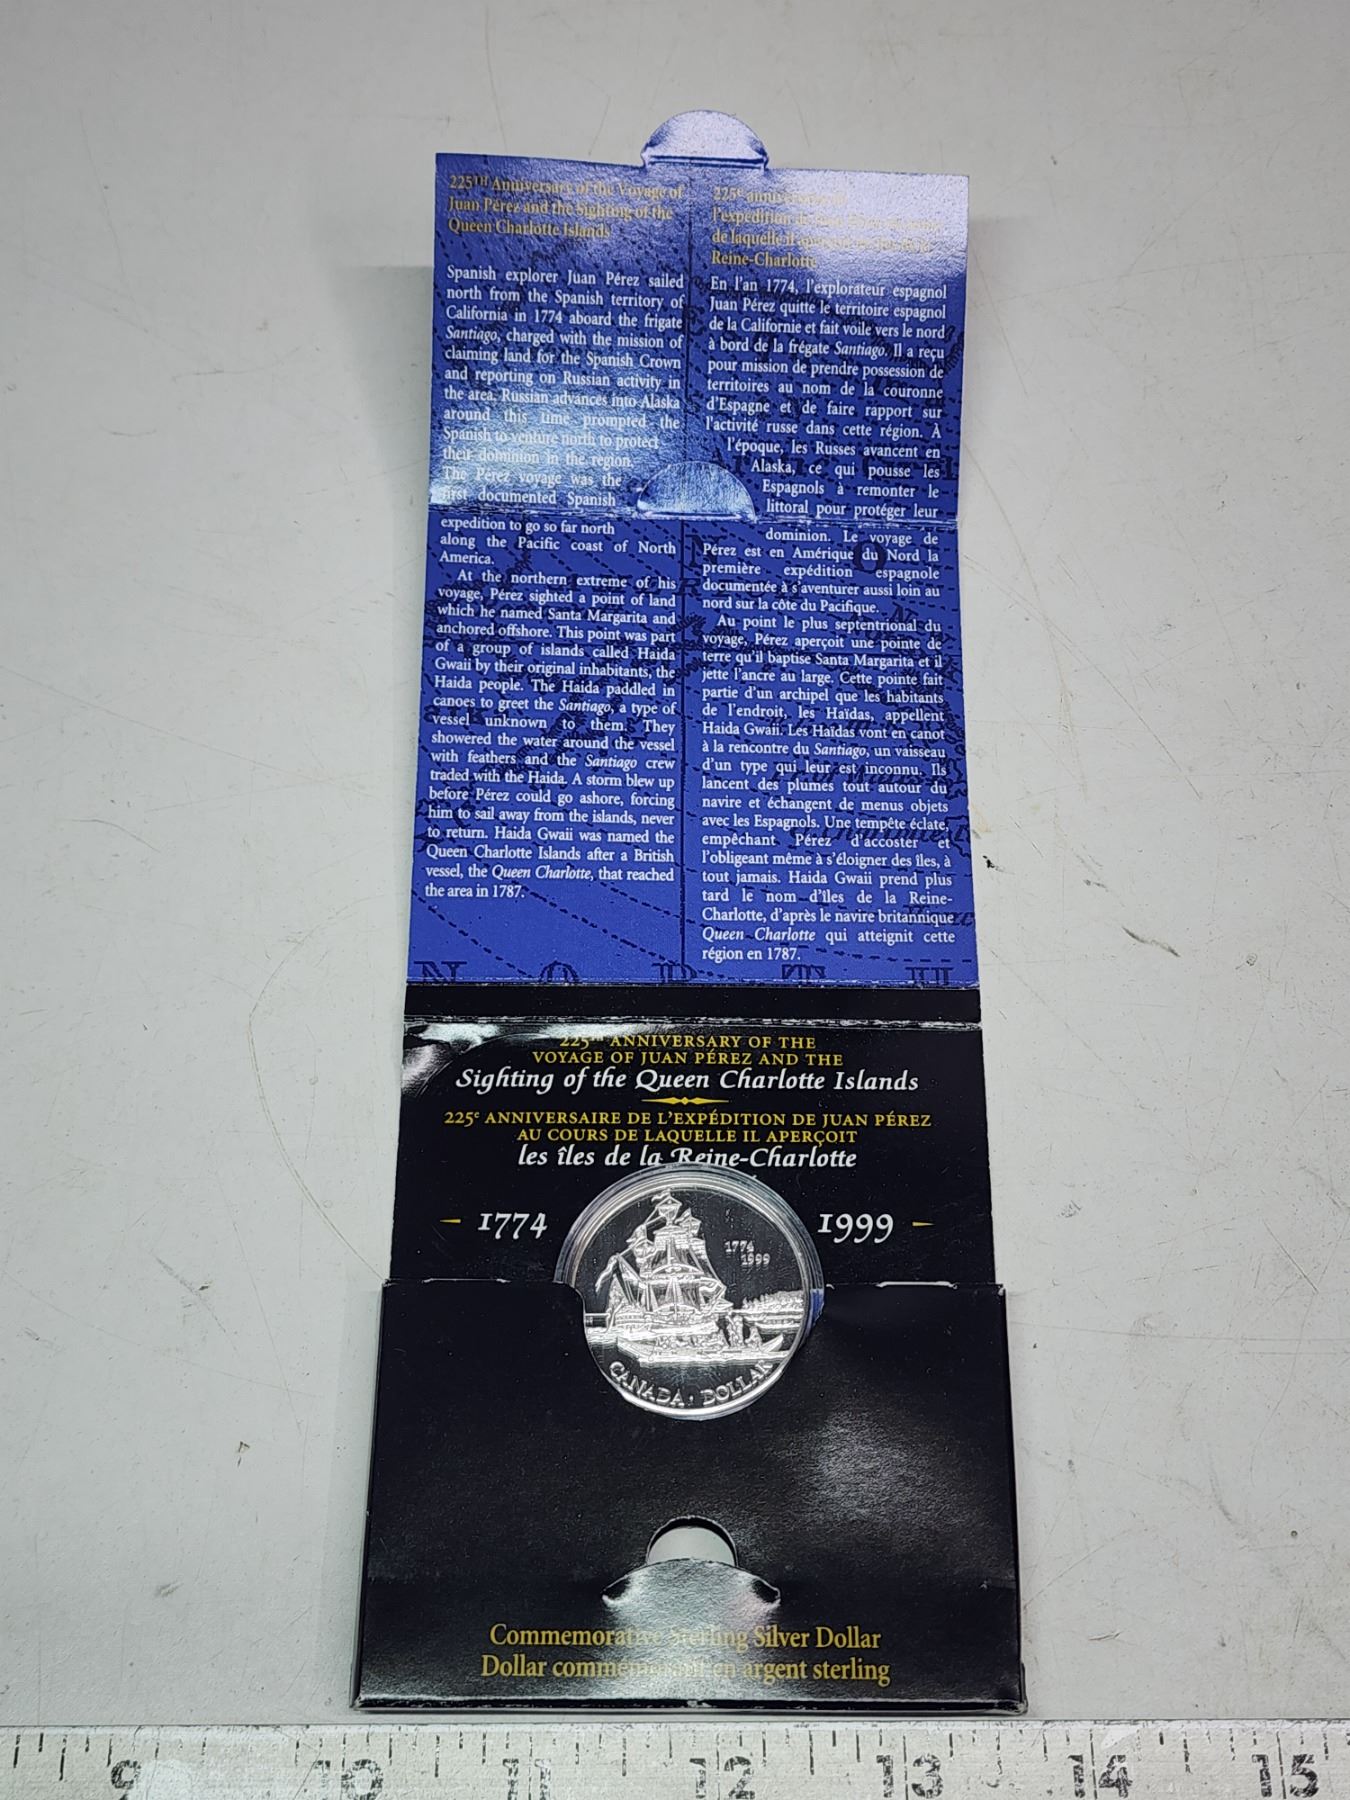 225TH Anniversary of the Voyage of
Juan Pérez and the Sighting of the
Queen Charlotte Islands
Spanish explorer Juan Pérez sailed
north from the Spanish territory of
California in 1774 aboard the frigate
Santiago, charged with the mission of
claiming land for the Spanish Crown
and reporting on Russian activity in
the area. Russian advances into Alaska
around this time prompted the
Spanish to venture north to protect
their dominion in the region.
The Pérez voyage was the
first documented Spanish
expedition to go so far north
along the Pacific coast of North
America.
At the northern extreme of his
voyage, Pérez sighted a point of land
which he named Santa Margarita and
anchored offshore. This point was part
of a group of islands called Haida
Gwaii by their original inhabitants, the
Haida people. The Haida paddled in
canoes to greet the Santiago, a type of
vessel unknown to them. They
showered the water around the vessel
with feathers and the Santiago crew
traded with the Haida. A storm blew up
before Pérez could go ashore, forcing
him to sail away from the islands, never
to return. Haida Gwaii was named the
Queen Charlotte Islands after a British
vessel, the Queen Charlotte, that reached
the area in 1787.
225e anniversaire de
l'expédition de
de laquelle il aperçoit les îles de la
Reine-Charlotte
En l'an 1774, l'explorateur espagnol
Juan Pérez quitte le territoire espagnol
de la Californie et fait voile vers le nord
à bord de la frégate Santiago. Il a reçu
pour mission de prendre possession de
territoires au nom de la couronne
d'Espagne et de faire rapport sur
l'activité russe dans cette région. À
l'époque, les Russes avancent en
Alaska, ce qui pousse les
Espagnols à remonter le
littoral pour protéger leur
dominion. Le voyage de
Pérez est en Amérique du Nord la
première expédition espagnole
documentée à s'aventurer aussi loin au
nord sur la côte du Pacifique.
Au point le plus septentrional du
voyage, Pérez aperçoit une pointe de
terre qu'il baptise Santa Margarita et il
jette l'ancre au large. Cette pointe fait
partie d'un archipel que les habitants
de l'endroit, les Haïdas, appellent
Haida Gwaii. Les Haïdas vont en canot
à la rencontre du Santiago, un vaisseau
d'un type qui leur est inconnu. Ils
lancent des plumes tout autour du
navire et échangent de menus objets
avec les Espagnols. Une tempête éclate,
empêchant Pérez d'accoster et
l'obligeant même à s'éloigner des îles, à
tout jamais. Haida Gwaii prend plus
tard le nom d'îles de la Reine-
Charlotte, d'après le navire britannique
Queen Charlotte qui atteignit cette
région en 1787.
N O R T H
225TH ANNIVERSARY OF THE
VOYAGE OF JUAN PÉREZ AND THE
Sighting of the Queen Charlotte Islands
225e ANNIVERSAIRE DE L'EXPÉDITION DE JUAN PÉREZ
AU COURS DE LAQUELLE IL APERÇOIT
les îles de la Reine-Charlotte
1774 1999
1774
1999
CANADA · DOLLAR
Commemorative Sterling Silver Dollar
Dollar commémoratif en argent sterling
9 10 11 12 13 14 15